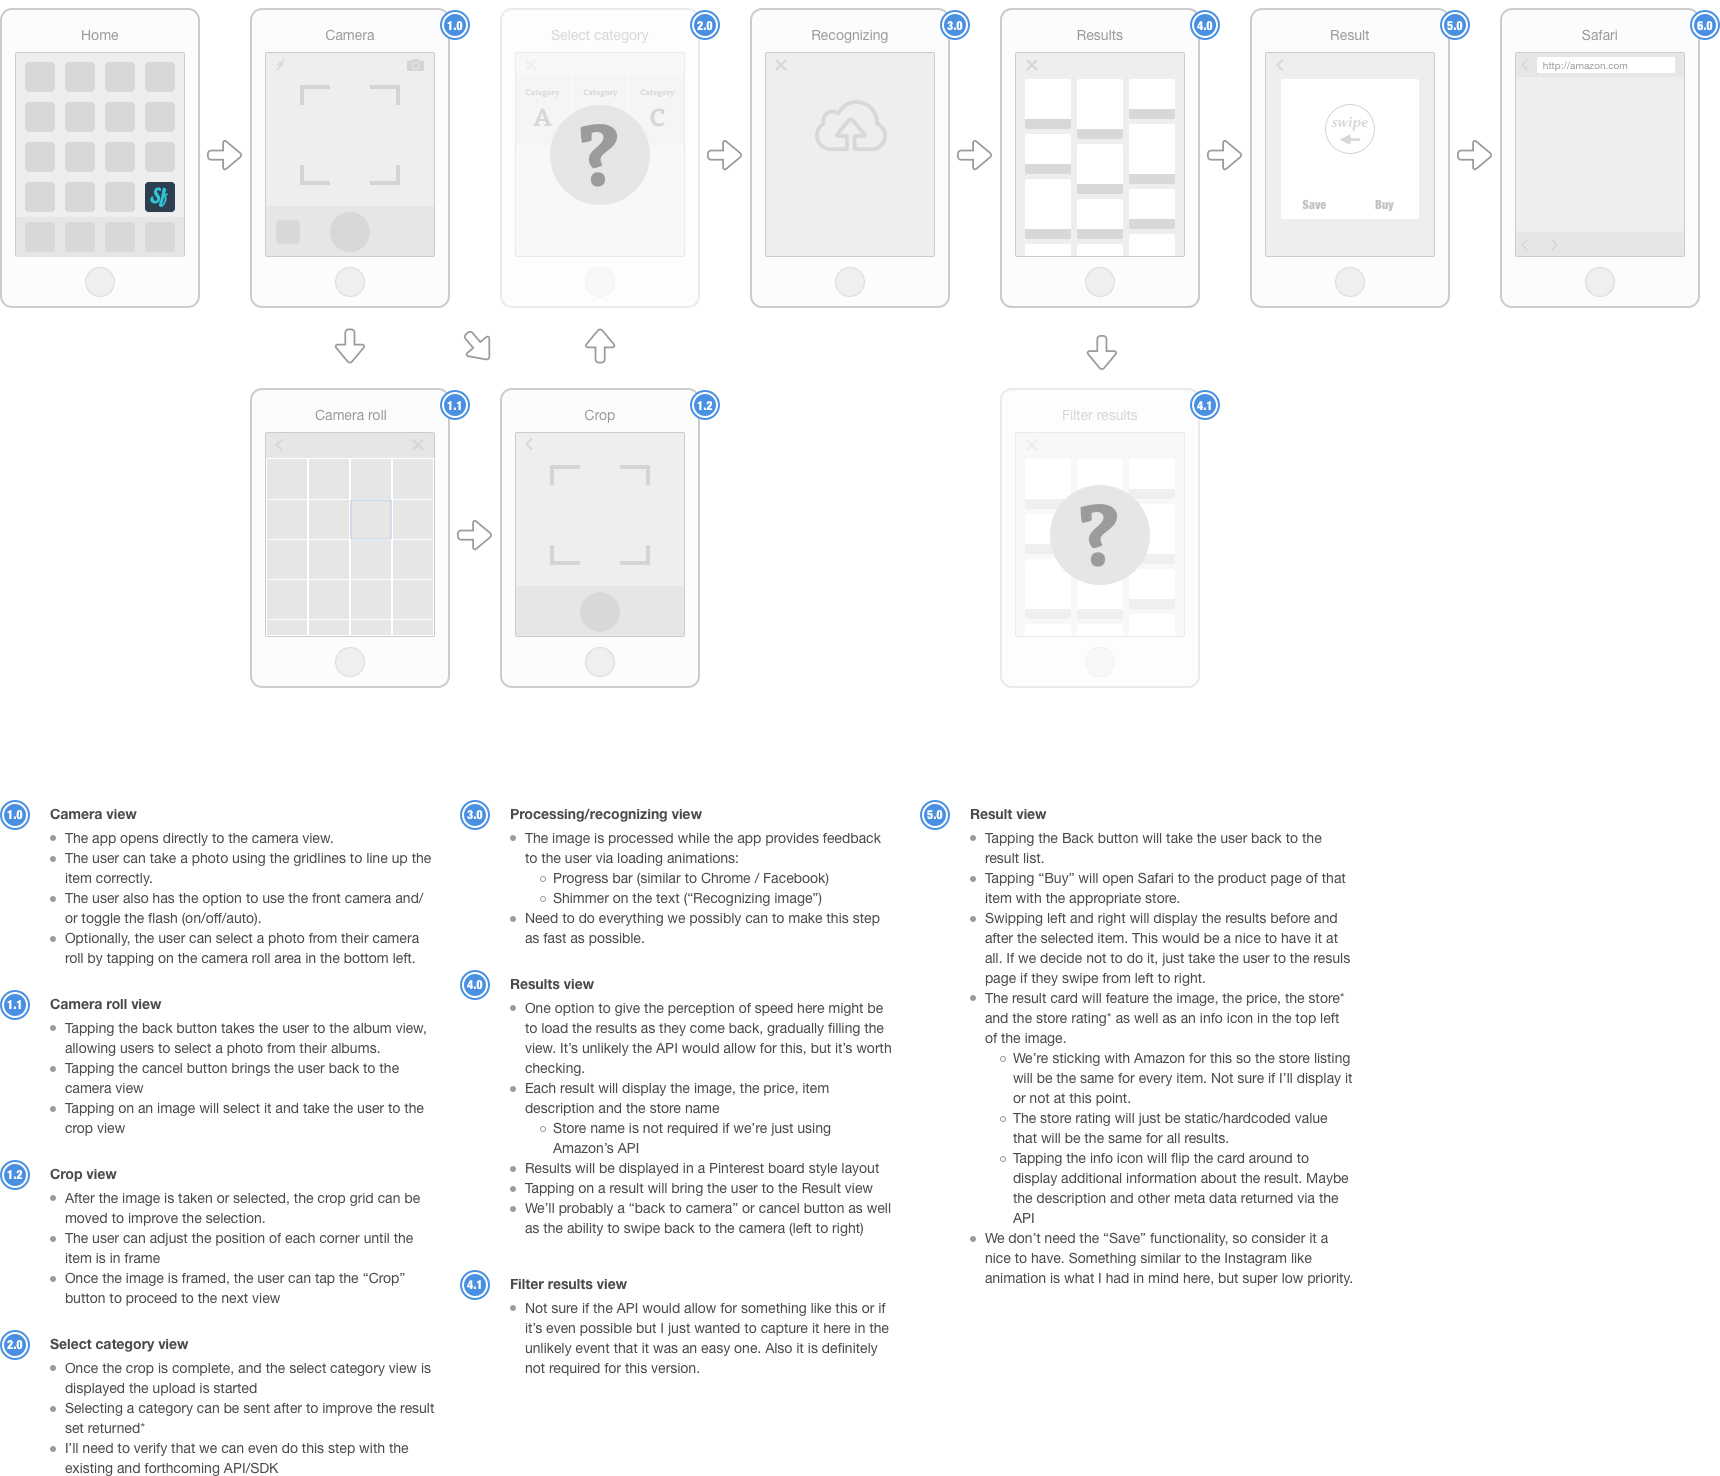 Home
Camera
1.0
Select category
2.0
Recognizing
3.0
Results
4.0
Result
5.0
Safari
6.0
Category
Category
Category
A
C
?
Sf
http://amazon.com
swipe
Save
Buy
Camera roll
1.1
Crop
1.2
Filter results
4.1
?
1.0
Camera view
The app opens directly to the camera view.
The user can take a photo using the gridlines to line up the
item correctly.
The user also has the option to use the front camera and/
or toggle the flash (on/off/auto).
Optionally, the user can select a photo from their camera
roll by tapping on the camera roll area in the bottom left.
1.1
Camera roll view
Tapping the back button takes the user to the album view,
allowing users to select a photo from their albums.
Tapping the cancel button brings the user back to the
camera view
Tapping on an image will select it and take the user to the
crop view
1.2
Crop view
After the image is taken or selected, the crop grid can be
moved to improve the selection.
The user can adjust the position of each corner until the
item is in frame
Once the image is framed, the user can tap the “Crop”
button to proceed to the next view
2.0
Select category view
Once the crop is complete, and the select category view is
displayed the upload is started
Selecting a category can be sent after to improve the result
set returned*
I’ll need to verify that we can even do this step with the
existing and forthcoming API/SDK
3.0
Processing/recognizing view
The image is processed while the app provides feedback
to the user via loading animations:
Progress bar (similar to Chrome / Facebook)
Shimmer on the text (“Recognizing image”)
Need to do everything we possibly can to make this step
as fast as possible.
4.0
Results view
One option to give the perception of speed here might be
to load the results as they come back, gradually filling the
view. It’s unlikely the API would allow for this, but it’s worth
checking.
Each result will display the image, the price, item
description and the store name
Store name is not required if we’re just using
Amazon’s API
Results will be displayed in a Pinterest board style layout
Tapping on a result will bring the user to the Result view
We’ll probably a “back to camera” or cancel button as well
as the ability to swipe back to the camera (left to right)
4.1
Filter results view
Not sure if the API would allow for something like this or if
it’s even possible but I just wanted to capture it here in the
unlikely event that it was an easy one. Also it is definitely
not required for this version.
5.0
Result view
Tapping the Back button will take the user back to the
result list.
Tapping “Buy” will open Safari to the product page of that
item with the appropriate store.
Swipping left and right will display the results before and
after the selected item. This would be a nice to have it at
all. If we decide not to do it, just take the user to the resuls
page if they swipe from left to right.
The result card will feature the image, the price, the store*
and the store rating* as well as an info icon in the top left
of the image.
We’re sticking with Amazon for this so the store listing
will be the same for every item. Not sure if I’ll display it
or not at this point.
The store rating will just be static/hardcoded value
that will be the same for all results.
Tapping the info icon will flip the card around to
display additional information about the result. Maybe
the description and other meta data returned via the
API
We don’t need the “Save” functionality, so consider it a
nice to have. Something similar to the Instagram like
animation is what I had in mind here, but super low priority.